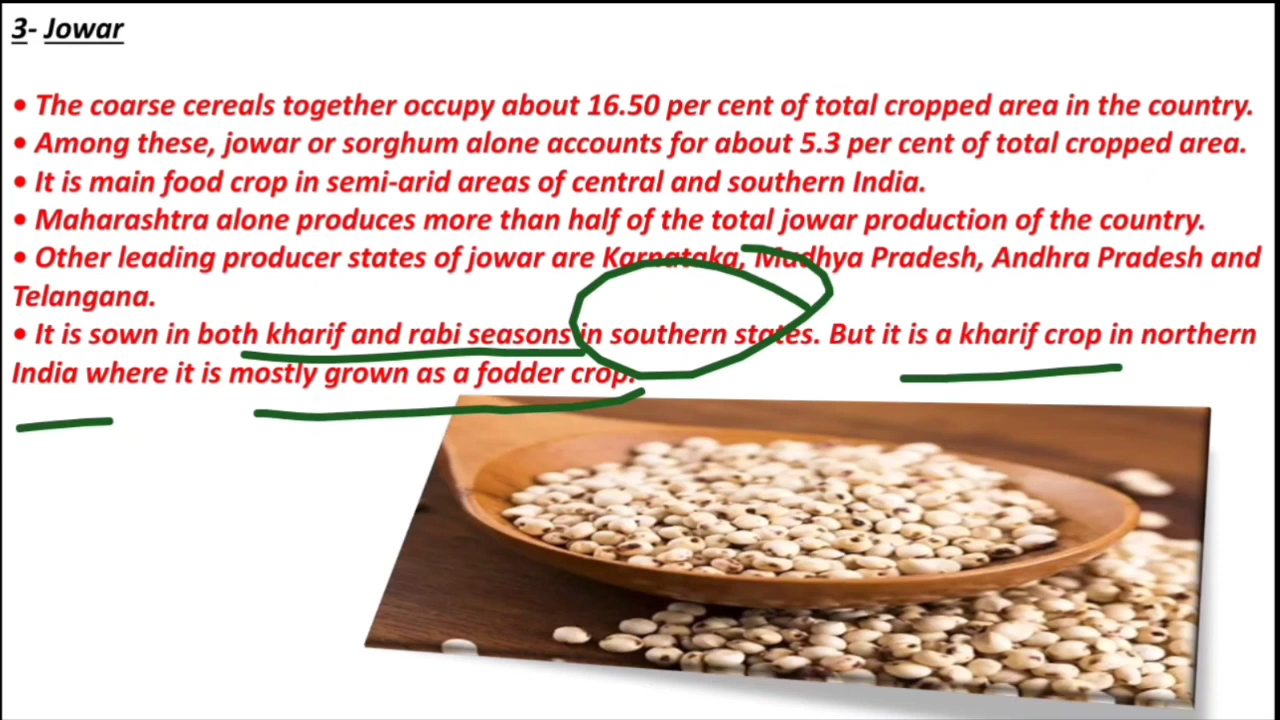 3- Jowar
• The coarse cereals together occupy about 16.50 per cent of total cropped area in the country.
• Among these, jowar or sorghum alone accounts for about 5.3 per cent of total cropped area.
• It is main food crop in semi-arid areas of central and southern India.
• Maharashtra alone produces more than half of the total jowar production of the country.
• Other leading producer states of jowar are Karnataka, Madhya Pradesh, Andhra Pradesh and
Telangana.
• It is sown in both kharif and rabi seasons in southern states. But it is a kharif crop in northern
India where it is mostly grown as a fodder crop.